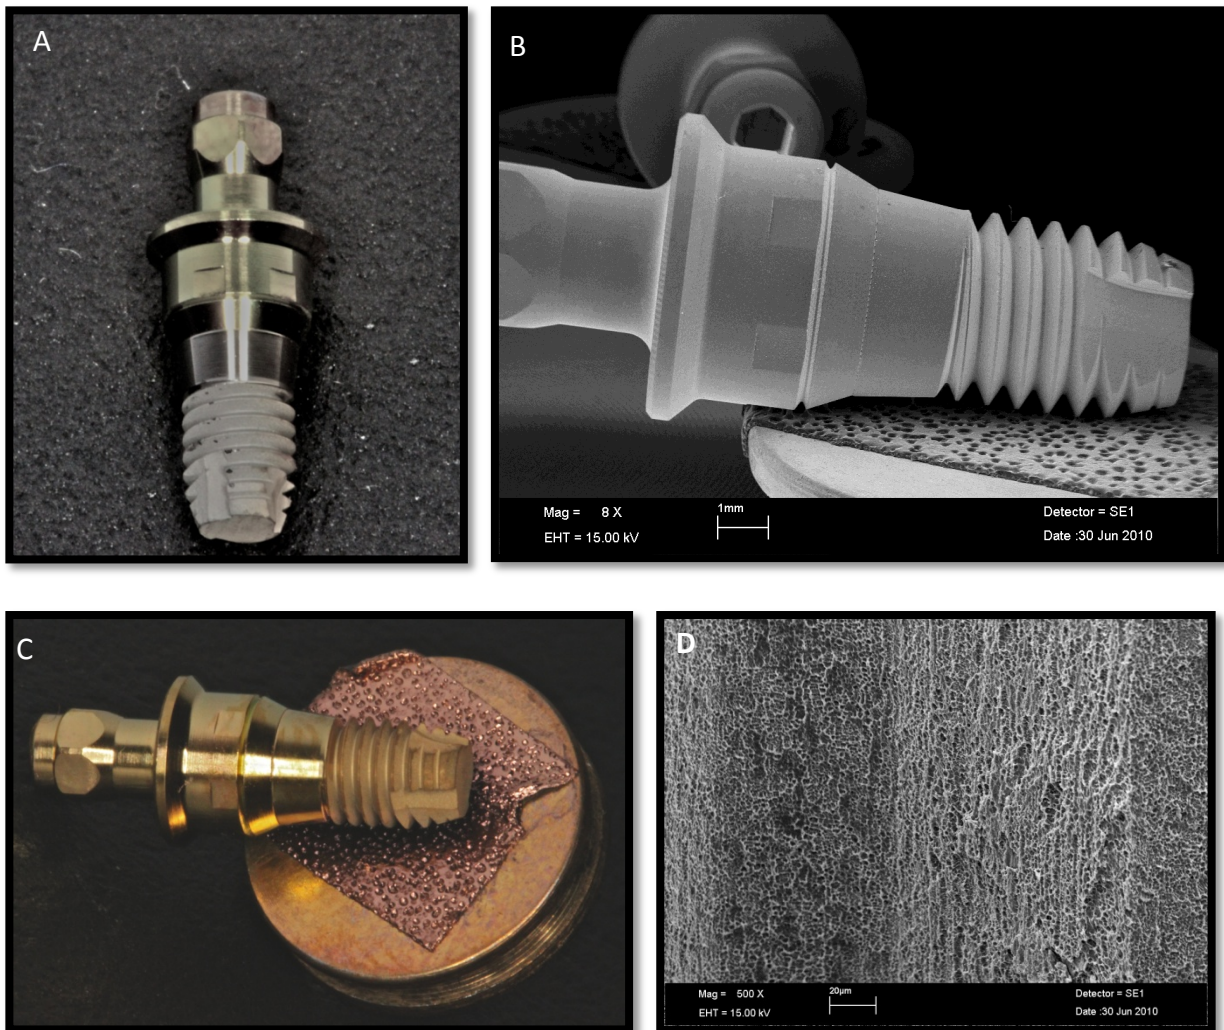 A
B
Mag = 8 X
1mm
Detector = SE1
EHT = 15.00 kV
Date :30 Jun 2010
C
D
Mag = 500 X
20µm
Detector = SE1
EHT = 15.00 kV
Date :30 Jun 2010